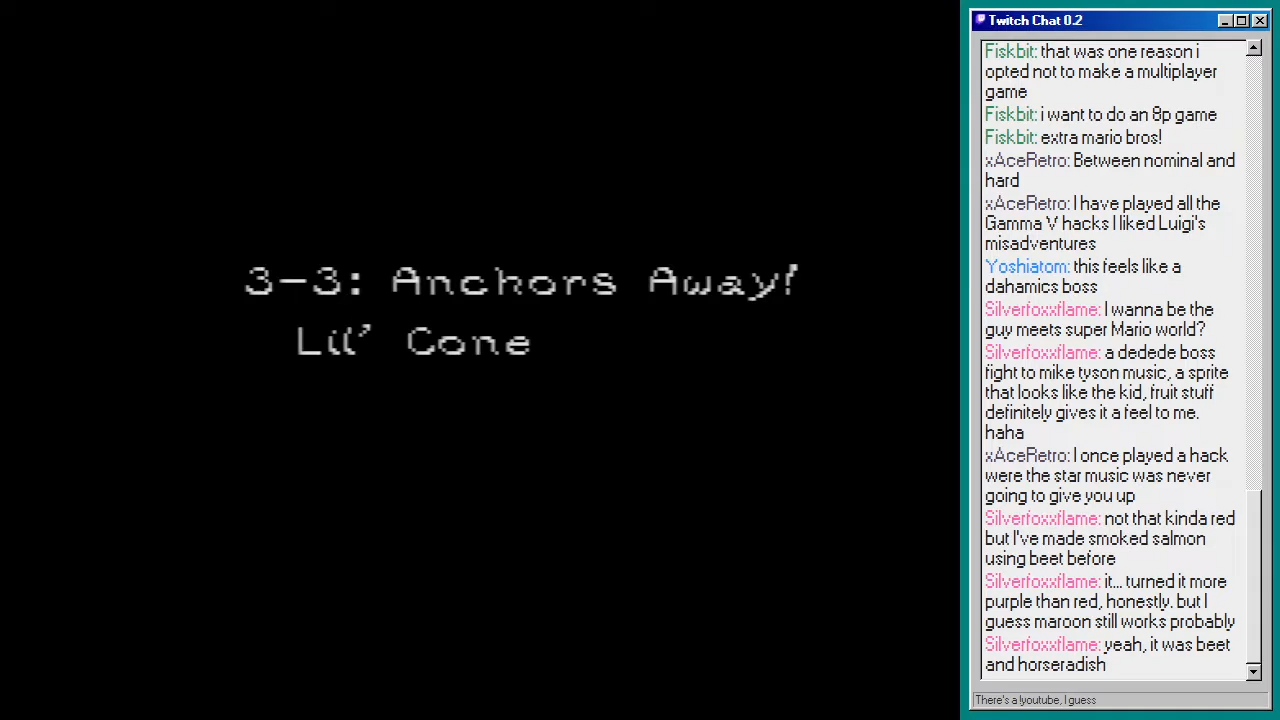 3-3: Anchors Away!
Lil' Cone
Twitch Chat 0.2
Fiskbit: that was one reason i
opted not to make a multiplayer
game
Fiskbit: i want to do an 8p game
Fiskbit: extra mario bros!
xAceRetro: Between nominal and
hard
xAceRetro: I have played all the
Gamma V hacks I liked Luigi's
misadventures
Yoshiatom: this feels like a
dahamics boss
Silverfoxxflame: I wanna be the
guy meets super Mario world?
Silverfoxxflame: a dedede boss
fight to mike tyson music, a sprite
that looks like the kid, fruit stuff
definitely gives it a feel to me.
haha
xAceRetro: I once played a hack
were the star music was never
going to give you up
Silverfoxxflame: not that kinda red
but I've made smoked salmon
using beet before
Silverfoxxflame: it... turned it more
purple than red, honestly. but I
guess maroon still works probably
Silverfoxxflame: yeah, it was beet
and horseradish
There's a !youtube, I guess